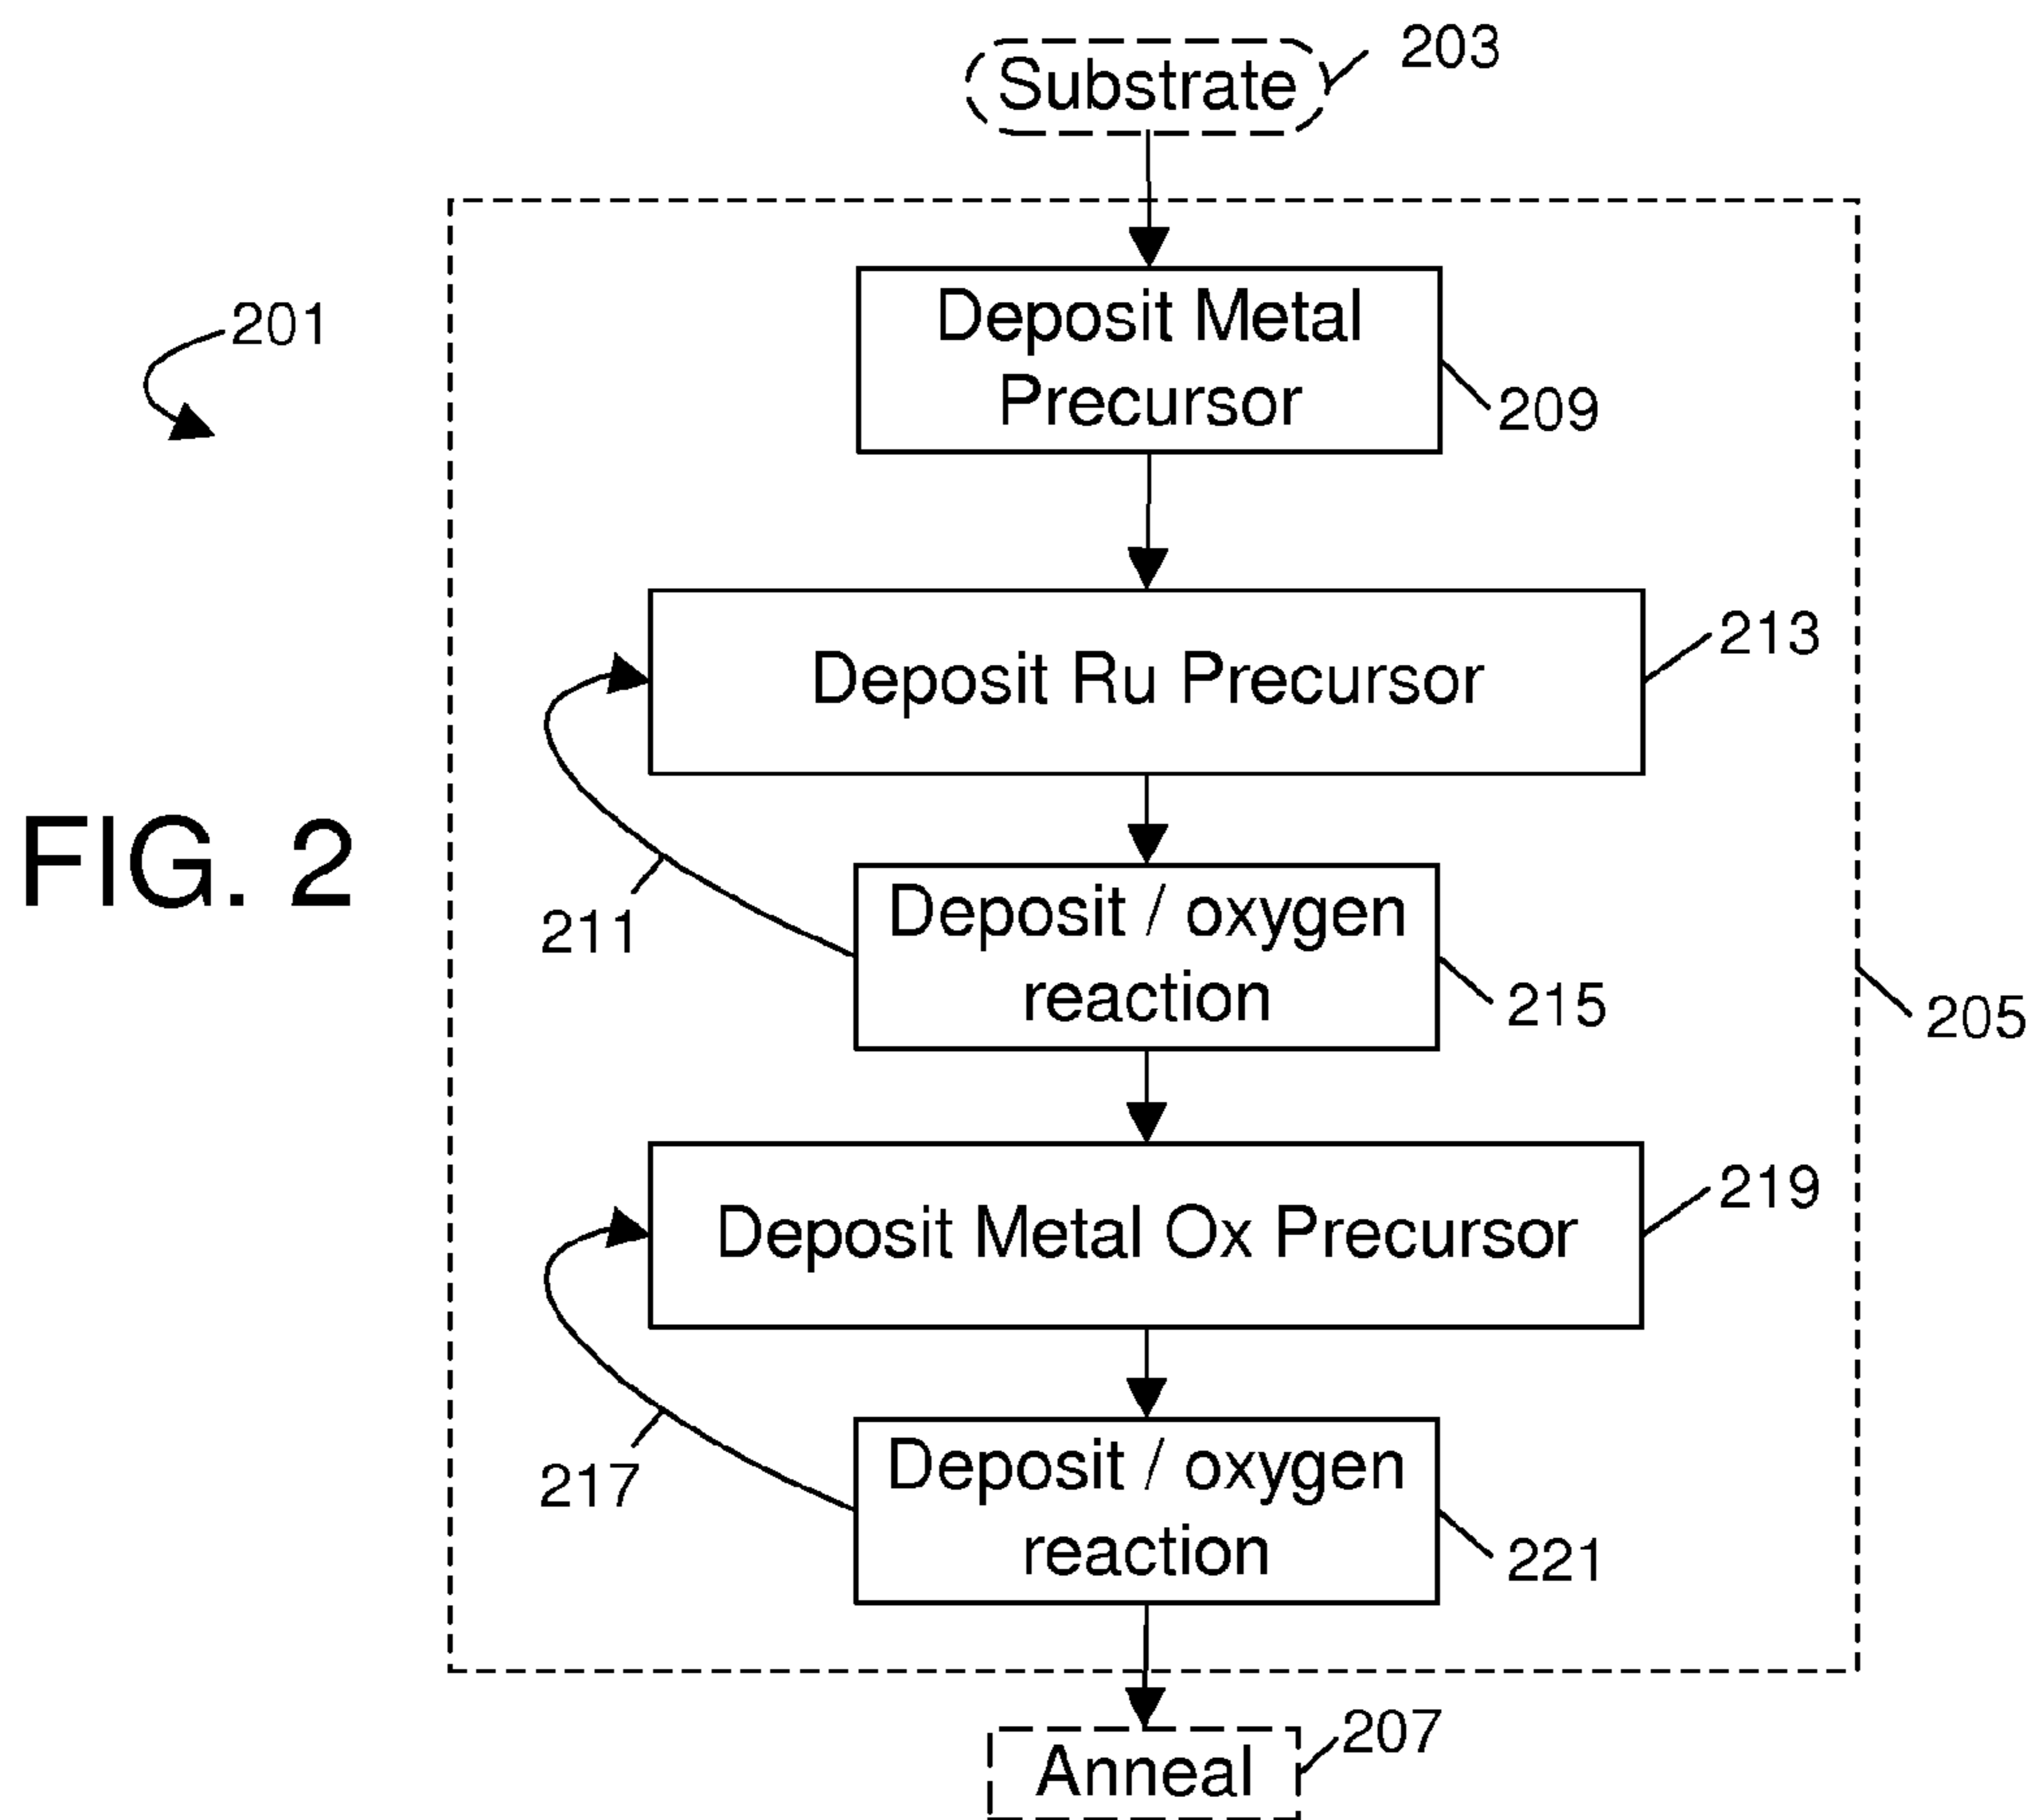 Substrate
203
201
Deposit Metal
Precursor
209
Deposit Ru Precursor
213
FIG. 2
211
Deposit / oxygen
reaction
215
205
Deposit Metal Ox Precursor
219
217
Deposit / oxygen
reaction
221
Anneal
207